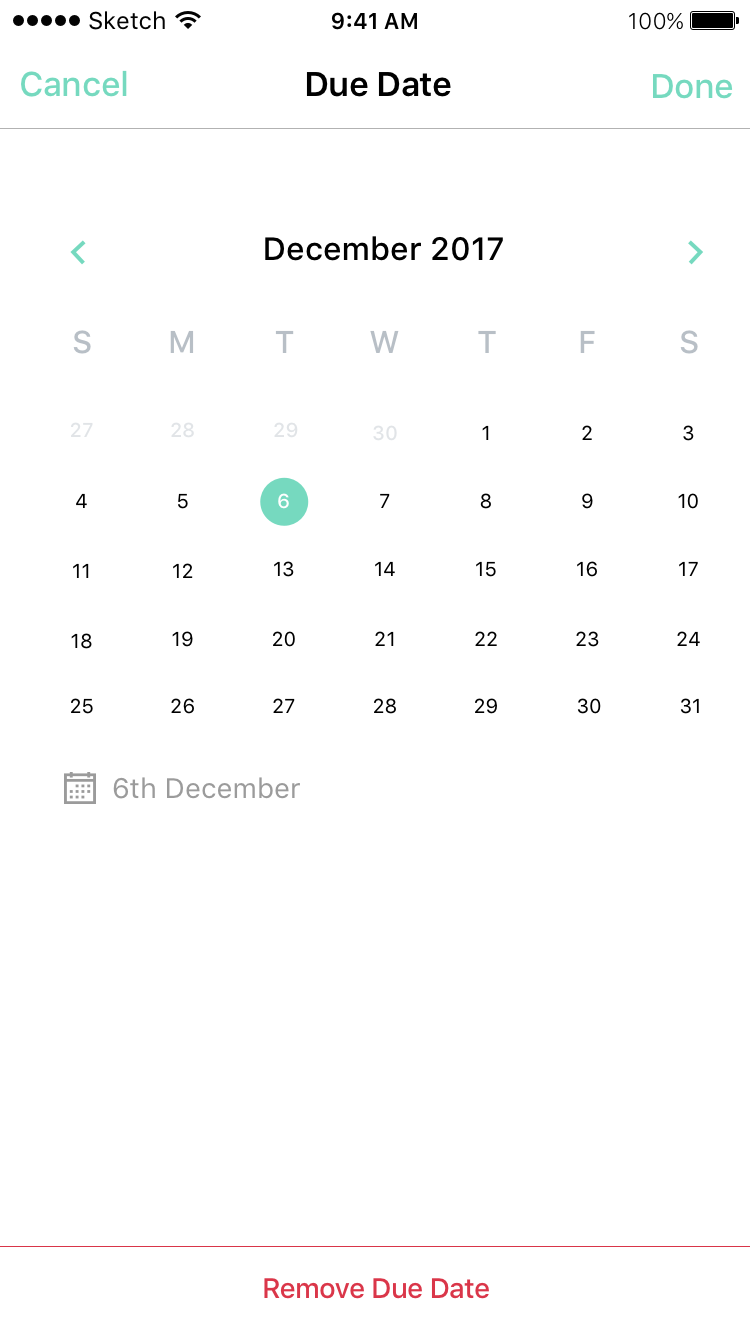 Sketch 9:41 AM 100%
Cancel Due Date Done
December 2017
S M T W T F S
27 28 29 30 1 2 3
4 5 6 7 8 9 10
11 12 13 14 15 16 17
18 19 20 21 22 23 24
25 26 27 28 29 30 31
6th December
Remove Due Date